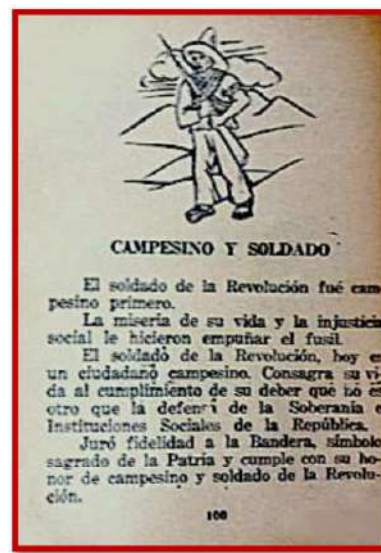 CAMPESINO Y SOLDADO
El soldado de la Revolución fué cam-
pesino primero.
La miseria de su vida y la injusticia
social le hicieron empuñar el fusil.
El soldado de la Revolución, hoy es
un ciudadano campesino. Consagra su vi-
da al cumplimiento de su deber que no es
otro que la defensa de la Soberanía e
Instituciones Sociales de la República.
Juró fidelidad a la Bandera, símbolo
sagrado de la Patria y cumple con su ho-
nor de campesino y soldado de la Revolu-
ción.
100